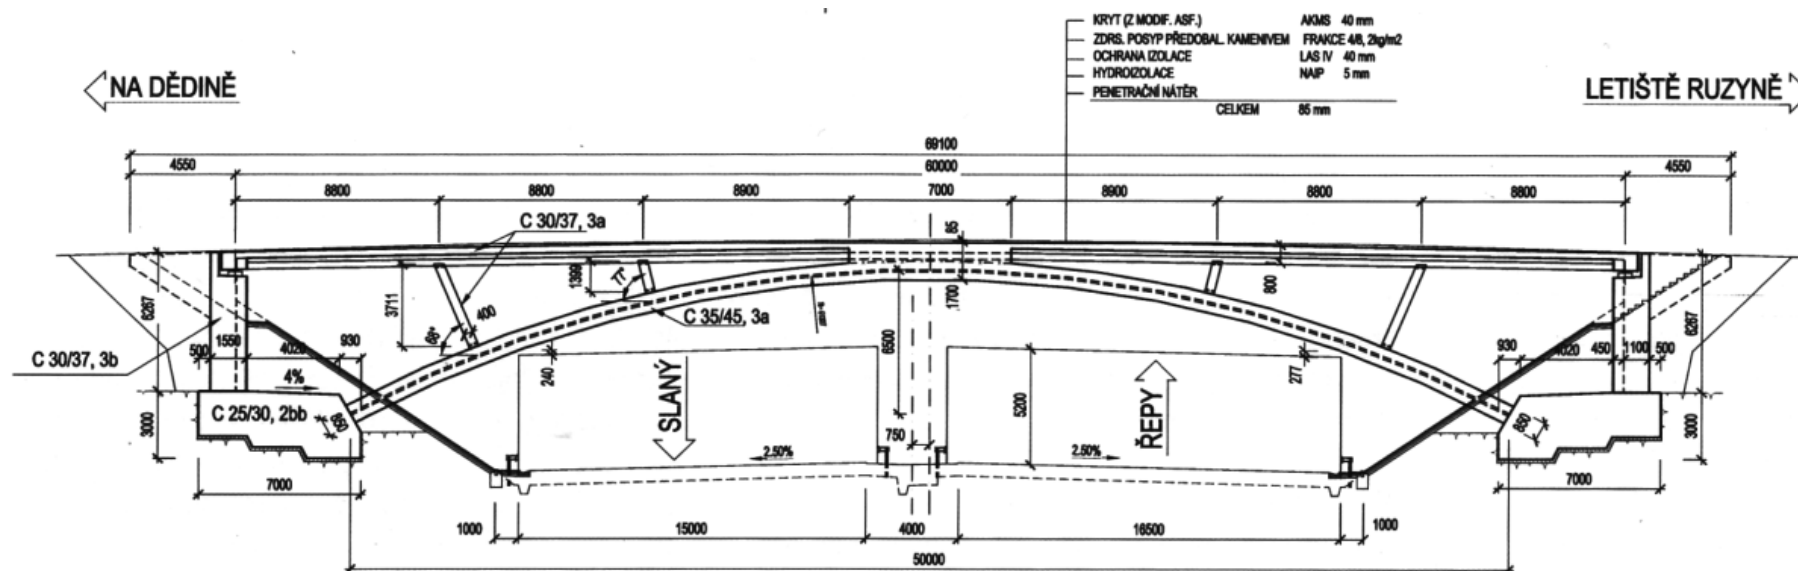 KRYT (Z MODIF. ASF.) AKMS 40 mm
ZDRS. POSYP PŘEDOBAL. KAMENIVEM FRAKCE 4/8, 2kg/m2
OCHRANA IZOLACE LAS IV 40 mm
HYDROIZOLACE NAIP 5 mm
PENETRAČNÍ NÁTĚR
CELKEM 85 mm
NA DĚDINĚ
LETIŠTĚ RUZYNĚ
69100
4550 60000 4550
8800 8800 8900 7000 8900 8800 8800
C 30/37, 3a
85
1399
77°
3711
400
68°
C 35/45, 3a
1700
800
6500
6267
6267
C 30/37, 3b
500 1550 4020 930
930 4020 450 1100 500
4%
C 25/30, 2bb
850
3000
240
SLANÝ
5200
ŘEPY
277
850
3000
750
2.50%
2.50%
7000
7000
1000 15000 4000 16500 1000
50000